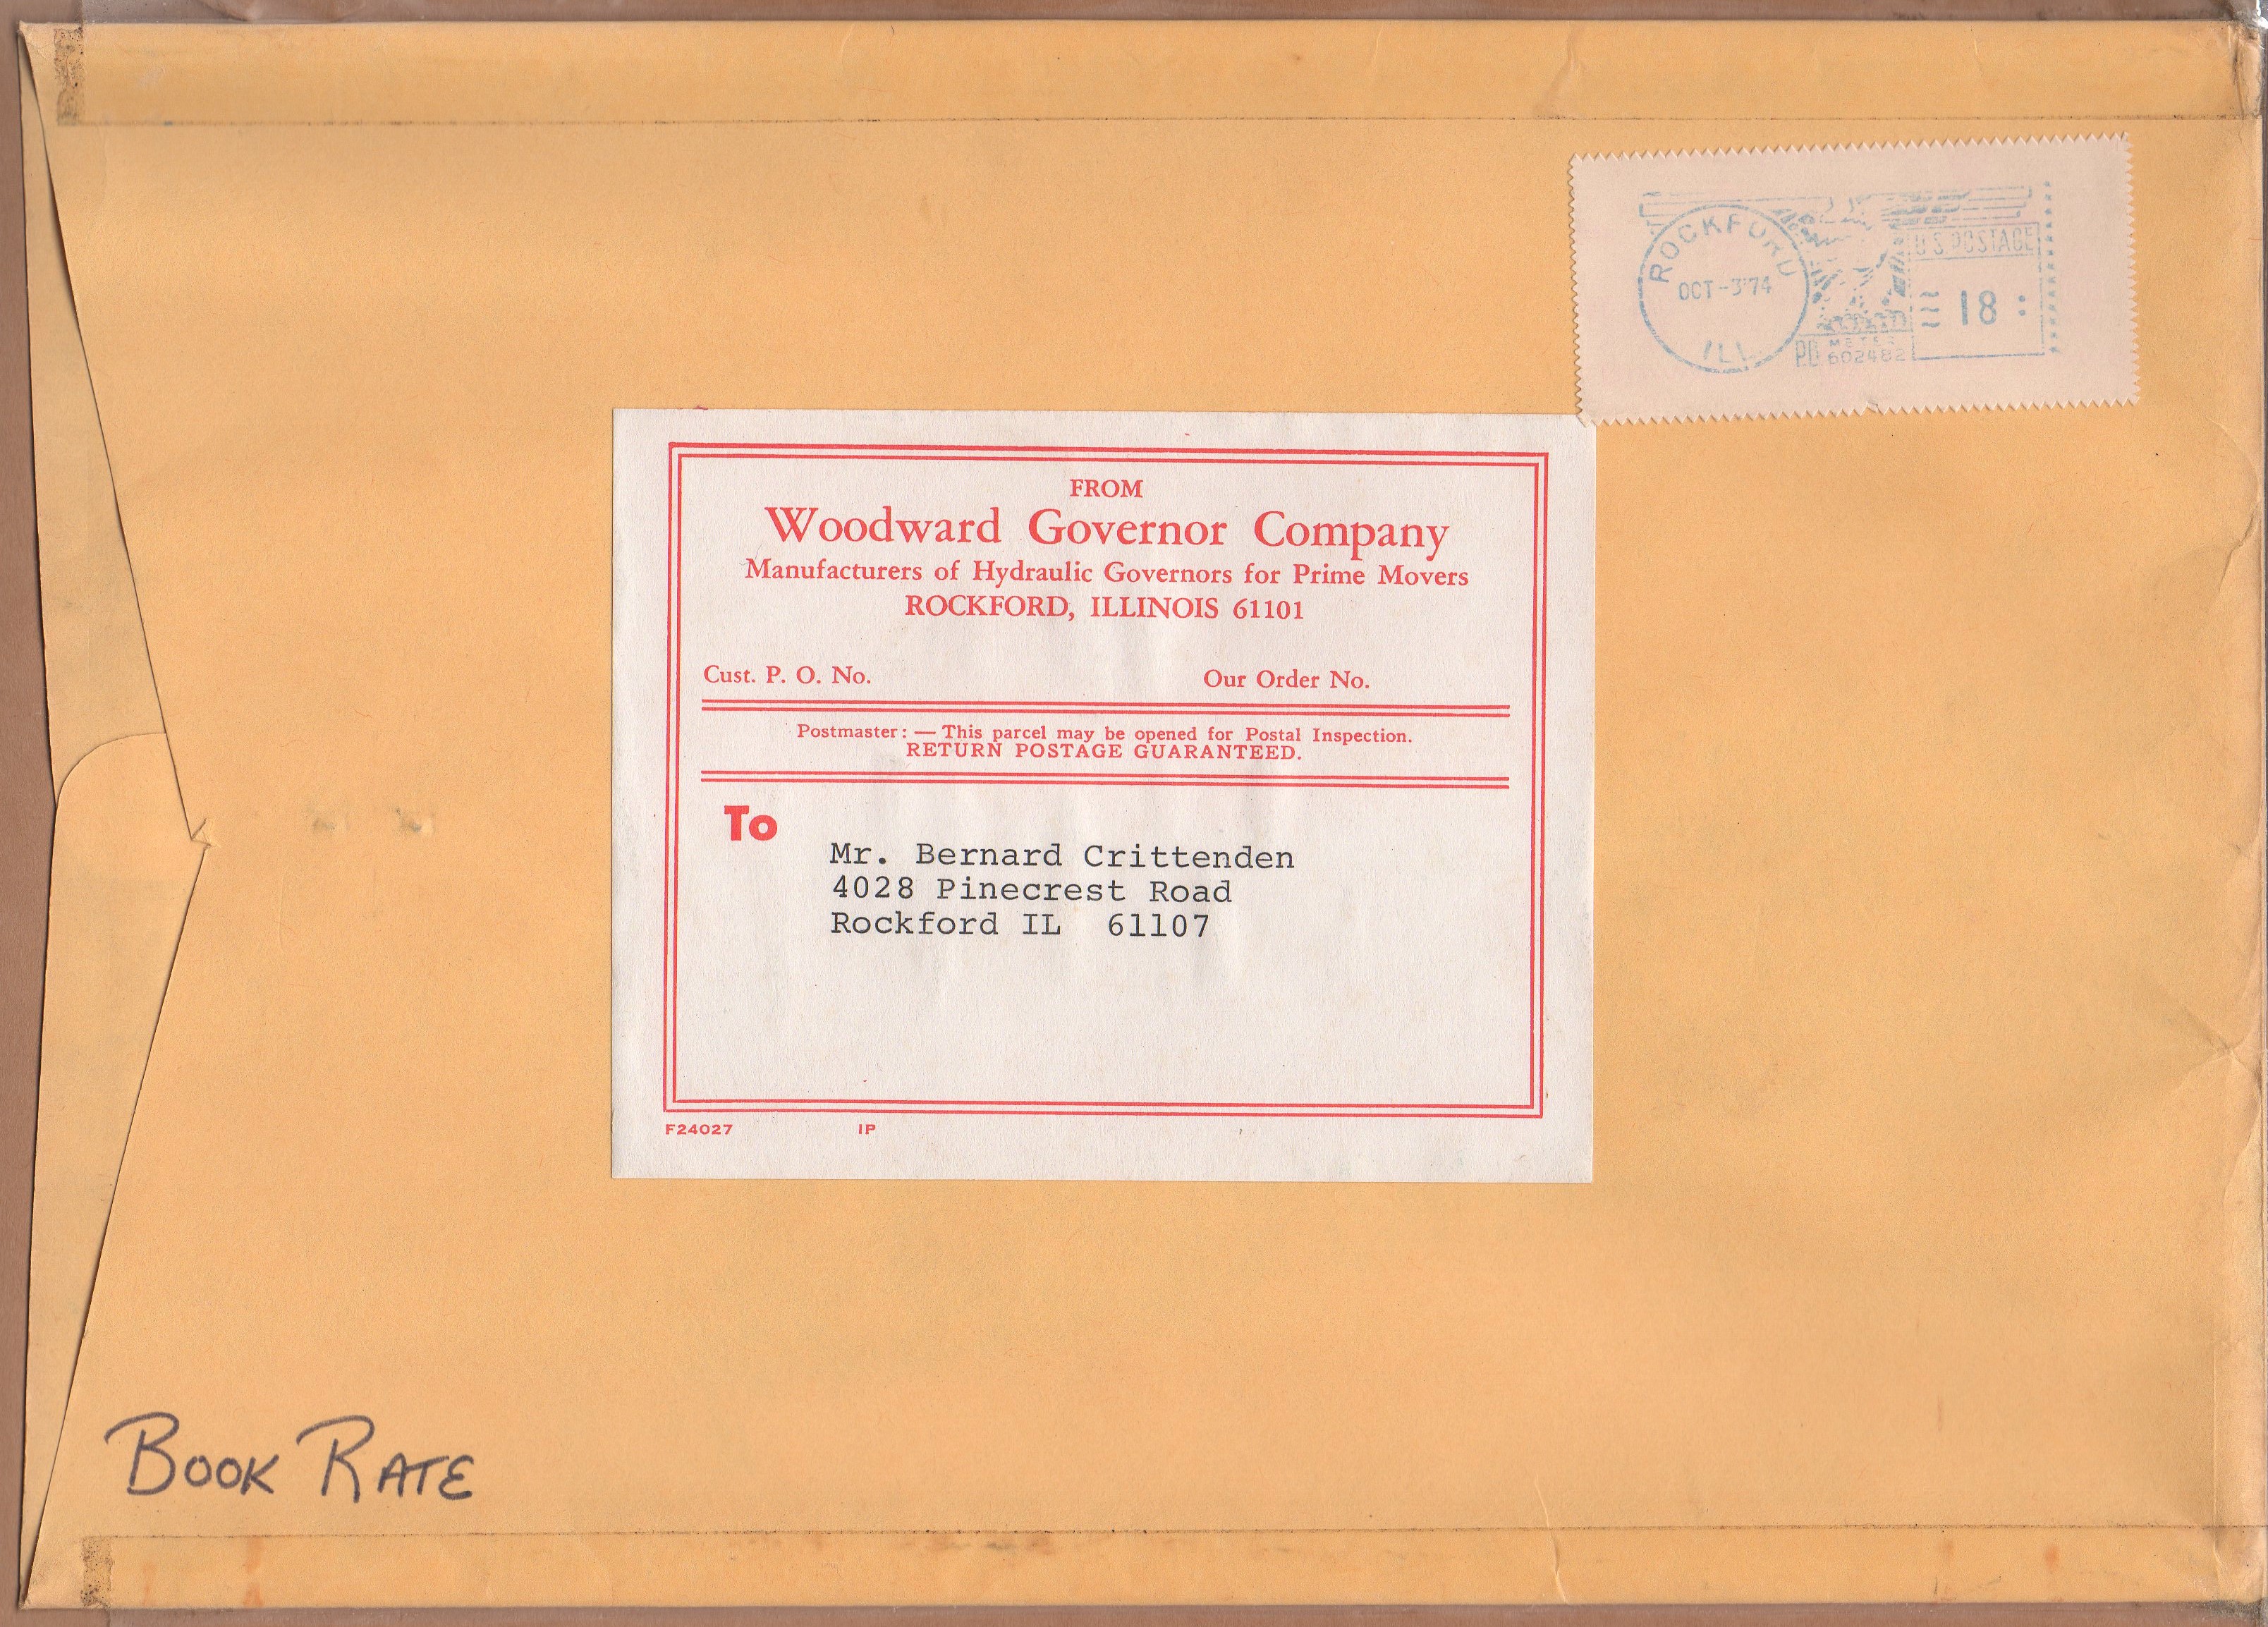 ROCKFORD
OCT -3'74
ILL
U.S. POSTAGE
18
P.B. METER
602482
FROM
Woodward Governor Company
Manufacturers of Hydraulic Governors for Prime Movers
ROCKFORD, ILLINOIS 61101
Cust. P. O. No. Our Order No.
Postmaster: — This parcel may be opened for Postal Inspection.
RETURN POSTAGE GUARANTEED.
To
Mr. Bernard Crittenden
4028 Pinecrest Road
Rockford IL 61107
F24027 1P
BOOK RATE